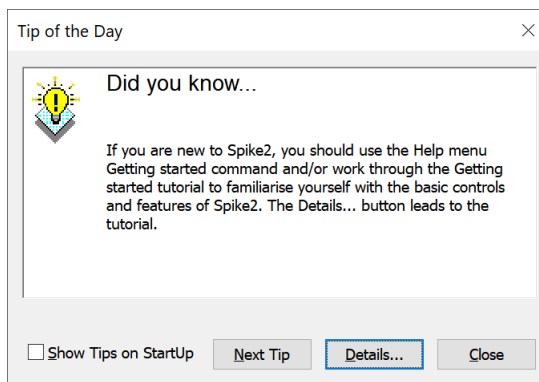 Tip of the Day
Did you know...
If you are new to Spike2, you should use the Help menu
Getting started command and/or work through the Getting
started tutorial to familiarise yourself with the basic controls
and features of Spike2. The Details... button leads to the
tutorial.
Show Tips on StartUp Next Tip Details... Close